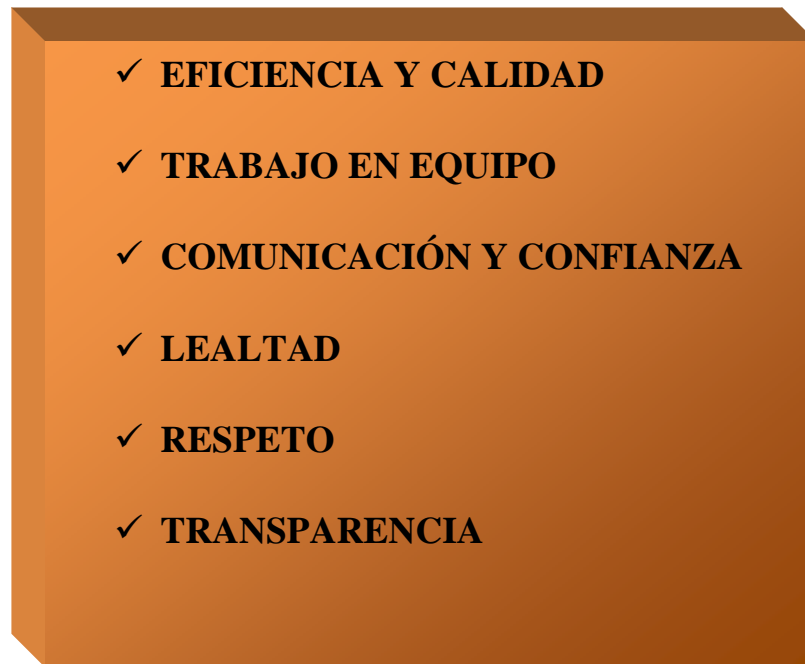 ✓ EFICIENCIA Y CALIDAD
✓ TRABAJO EN EQUIPO
✓ COMUNICACIÓN Y CONFIANZA
✓ LEALTAD
✓ RESPETO
✓ TRANSPARENCIA